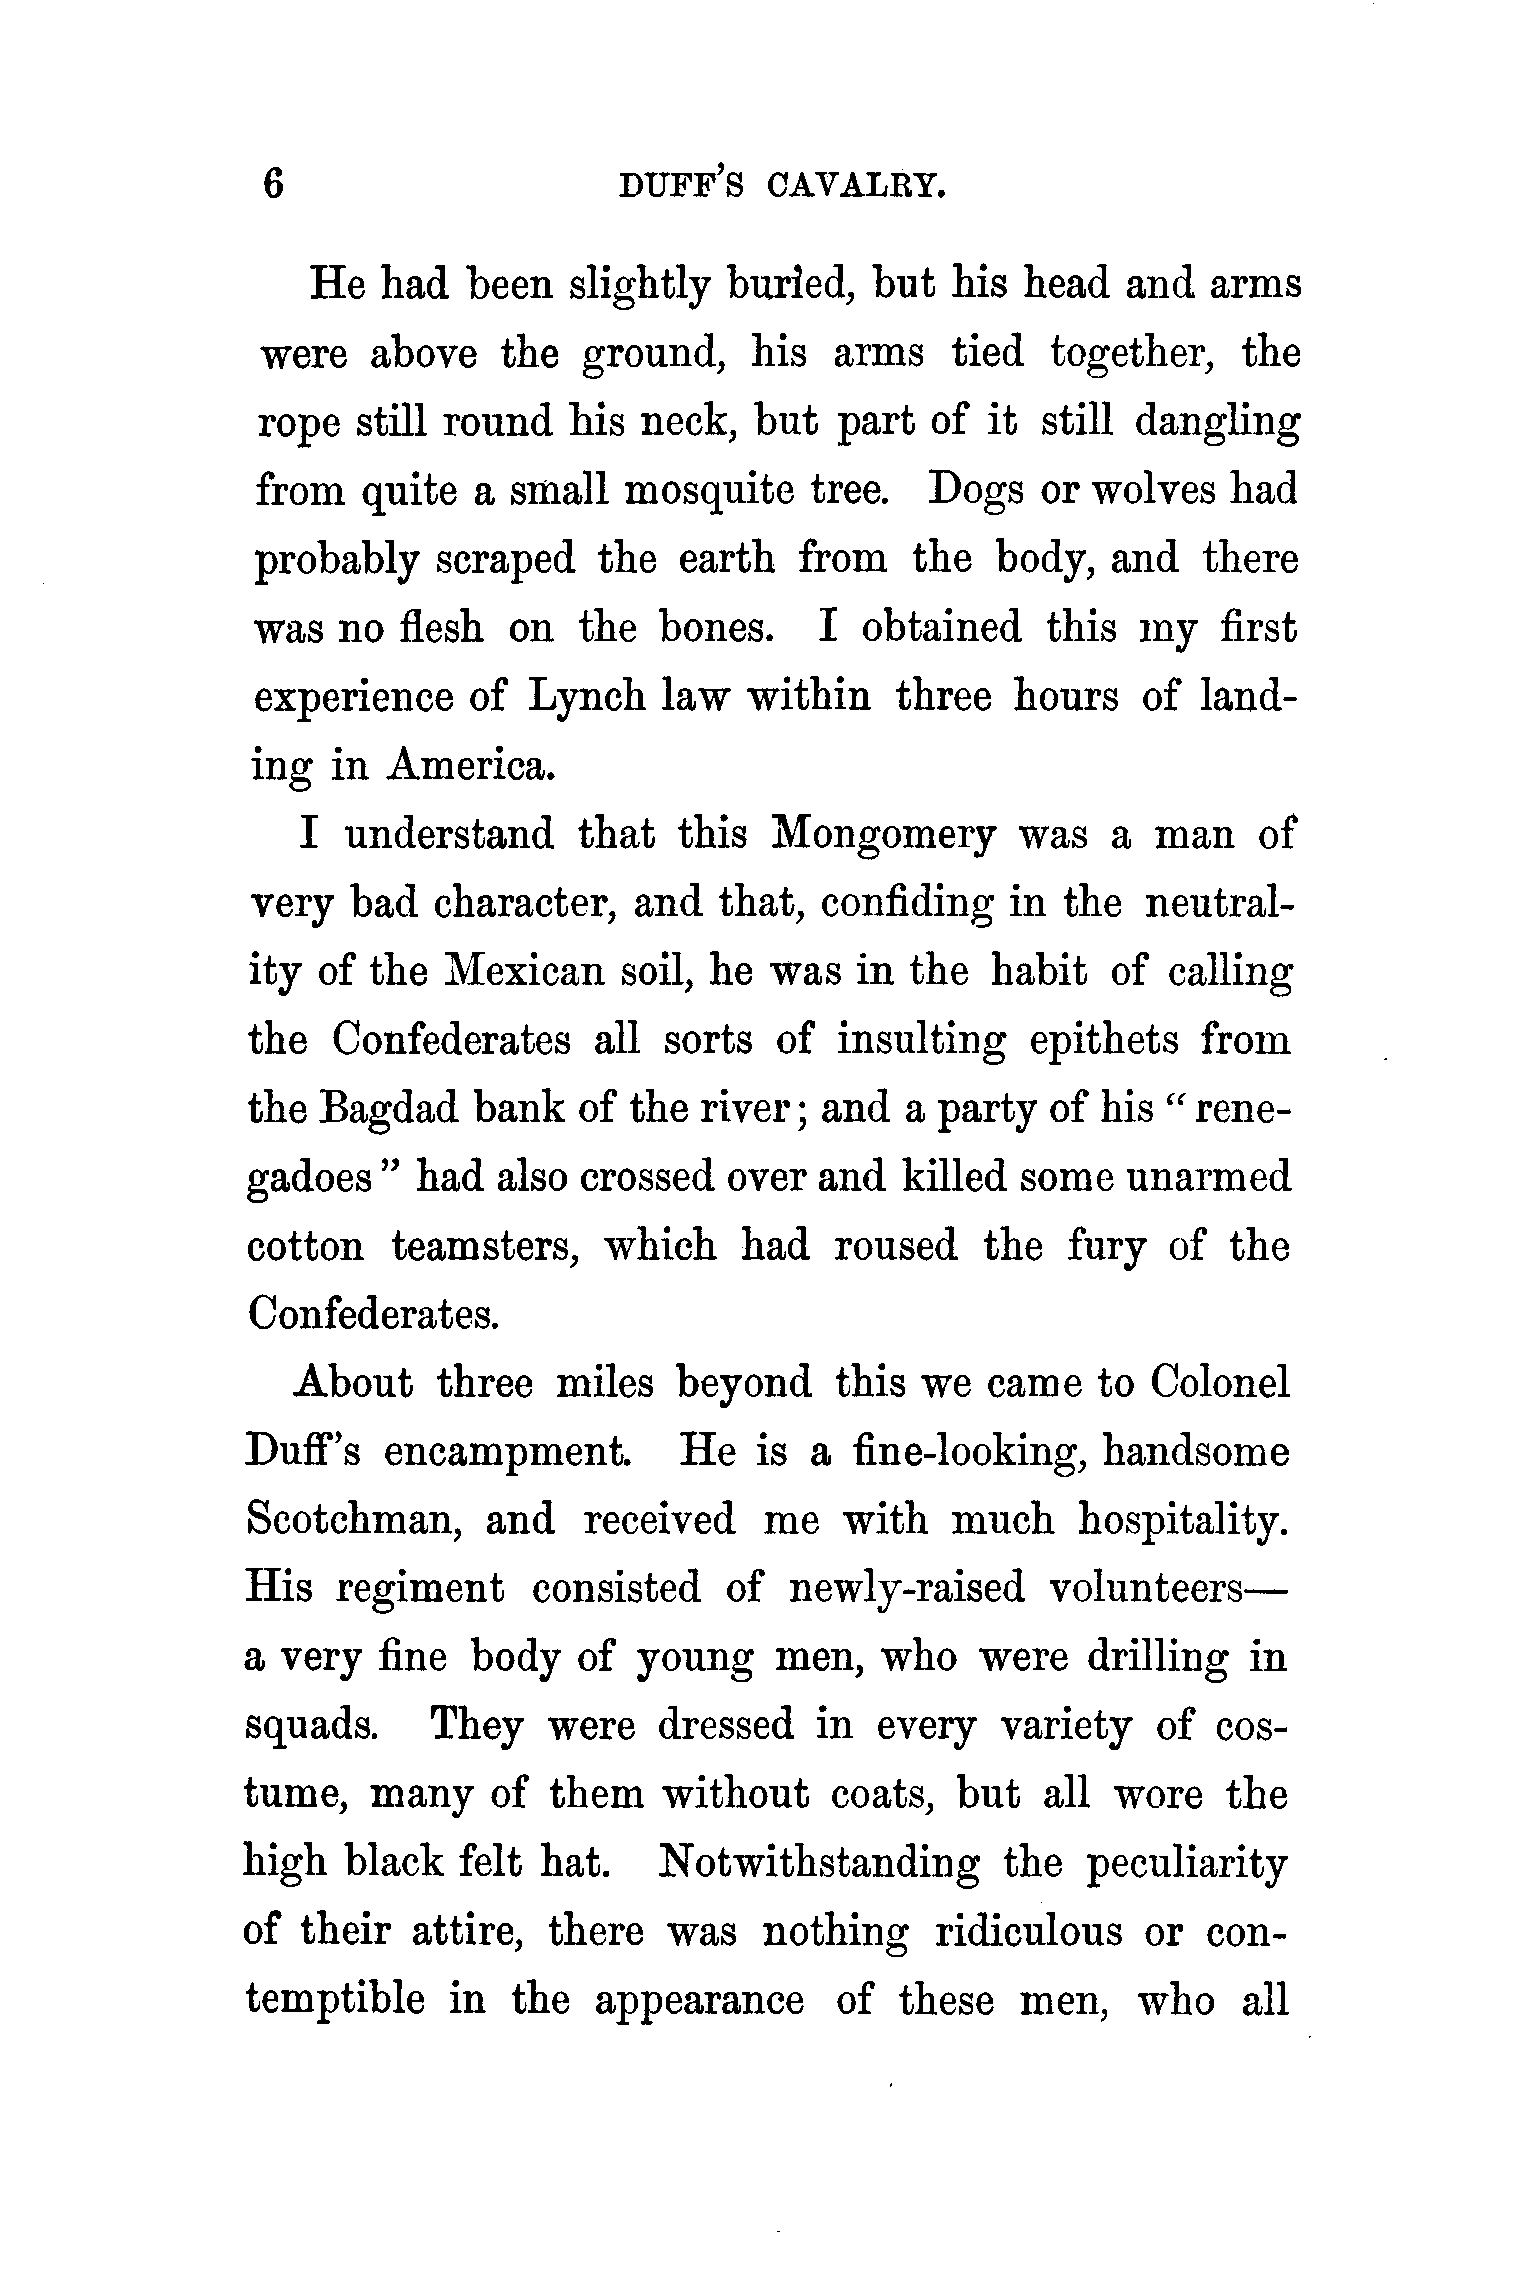 6 DUFF'S CAVALRY.
He had been slightly buried, but his head and arms
were above the ground, his arms tied together, the
rope still round his neck, but part of it still dangling
from quite a small mosquite tree. Dogs or wolves had
probably scraped the earth from the body, and there
was no flesh on the bones. I obtained this my first
experience of Lynch law within three hours of land-
ing in America.
I understand that this Mongomery was a man of
very bad character, and that, confiding in the neutral-
ity of the Mexican soil, he was in the habit of calling
the Confederates all sorts of insulting epithets from
the Bagdad bank of the river; and a party of his “rene-
gadoes” had also crossed over and killed some unarmed
cotton teamsters, which had roused the fury of the
Confederates.
About three miles beyond this we came to Colonel
Duff's encampment. He is a fine-looking, handsome
Scotchman, and received me with much hospitality.
His regiment consisted of newly-raised volunteers—
a very fine body of young men, who were drilling in
squads. They were dressed in every variety of cos-
tume, many of them without coats, but all wore the
high black felt hat. Notwithstanding the peculiarity
of their attire, there was nothing ridiculous or con-
temptible in the appearance of these men, who all